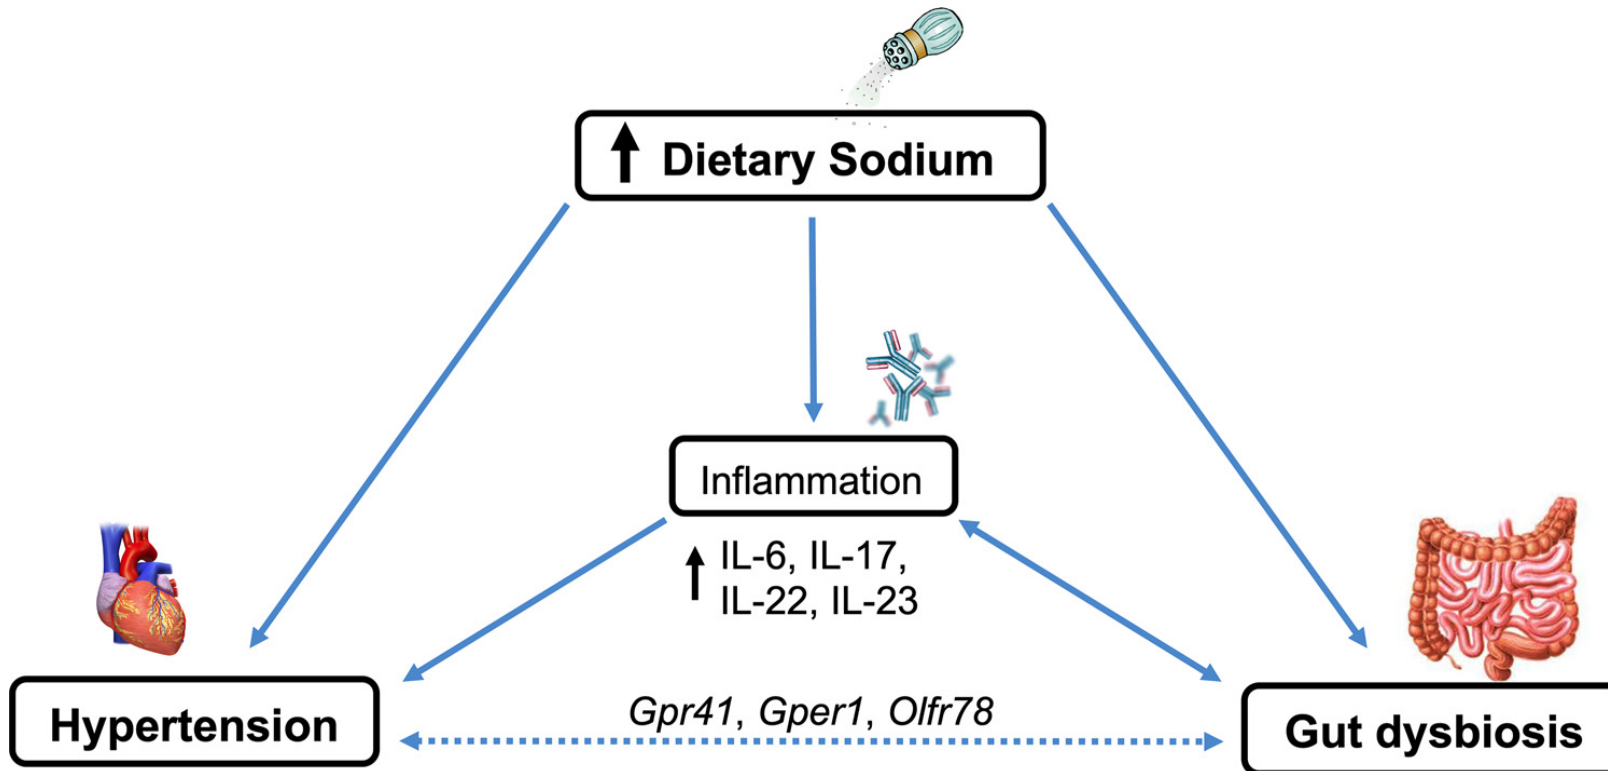 Dietary Sodium
Inflammation
IL-6, IL-17,
IL-22, IL-23
Gpr41, Gper1, Olfr78
Hypertension
Gut dysbiosis